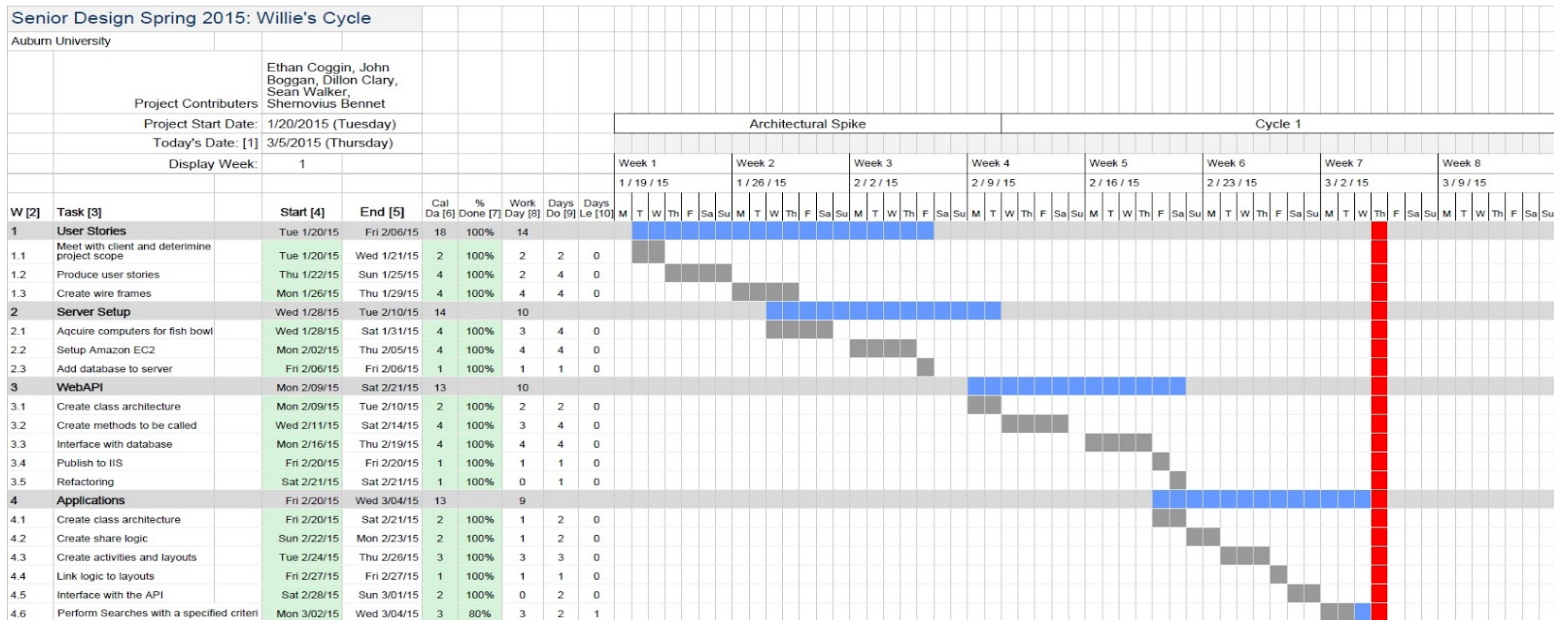 Senior Design Spring 2015: Willie's Cycle
Auburn University
Ethan Coggin, John
Boggan, Dillon Clary,
Sean Walker,
Project Contributers Shernovius Bennet
Project Start Date: 1/20/2015 (Tuesday) Architectural Spike Cycle 1
Today's Date: [1] 3/5/2015 (Thursday)
Display Week: 1 Week 1 Week 2 Week 3 Week 4 Week 5 Week 6 Week 7 Week 8
1 / 19 / 15 1 / 26 / 15 2 / 2 / 15 2 / 9 / 15 2 / 16 / 15 2 / 23 / 15 3 / 2 / 15 3 / 9 / 15
Cal % Work Days Days
W [2] Task [3] Start [4] End [5] Da [6] Done [7] Day [8] Do [9] Le [10] M T W Th F Sa Su M T W Th F Sa Su M T W Th F Sa Su M T W Th F Sa Su M T W Th F Sa Su M T W Th F Sa Su M T W Th F Sa Su M T W Th F Sa Su
1 User Stories Tue 1/20/15 Fri 2/06/15 18 100% 14
Meet with client and deterimine
1.1 project scope Tue 1/20/15 Wed 1/21/15 2 100% 2 2 0
1.2 Produce user stories Thu 1/22/15 Sun 1/25/15 4 100% 2 4 0
1.3 Create wire frames Mon 1/26/15 Thu 1/29/15 4 100% 4 4 0
2 Server Setup Wed 1/28/15 Tue 2/10/15 14 10
2.1 Aqcuire computers for fish bowl Wed 1/28/15 Sat 1/31/15 4 100% 3 4 0
2.2 Setup Amazon EC2 Mon 2/02/15 Thu 2/05/15 4 100% 4 4 0
2.3 Add database to server Fri 2/06/15 Fri 2/06/15 1 100% 1 1 0
3 WebAPI Mon 2/09/15 Sat 2/21/15 13 10
3.1 Create class architecture Mon 2/09/15 Tue 2/10/15 2 100% 2 2 0
3.2 Create methods to be called Wed 2/11/15 Sat 2/14/15 4 100% 3 4 0
3.3 Interface with database Mon 2/16/15 Thu 2/19/15 4 100% 4 4 0
3.4 Publish to IIS Fri 2/20/15 Fri 2/20/15 1 100% 1 1 0
3.5 Refactoring Sat 2/21/15 Sat 2/21/15 1 100% 0 1 0
4 Applications Fri 2/20/15 Wed 3/04/15 13 9
4.1 Create class architecture Fri 2/20/15 Sat 2/21/15 2 100% 1 2 0
4.2 Create share logic Sun 2/22/15 Mon 2/23/15 2 100% 1 2 0
4.3 Create activities and layouts Tue 2/24/15 Thu 2/26/15 3 100% 3 3 0
4.4 Link logic to layouts Fri 2/27/15 Fri 2/27/15 1 100% 1 1 0
4.5 Interface with the API Sat 2/28/15 Sun 3/01/15 2 100% 0 2 0
4.6 Perform Searches with a specified criteri Mon 3/02/15 Wed 3/04/15 3 80% 3 2 1